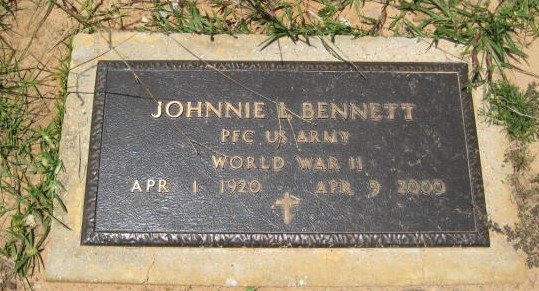 JOHNNIE L BENNETT
PFC US ARMY
WORLD WAR II
APR 1 1920 APR 9 2000